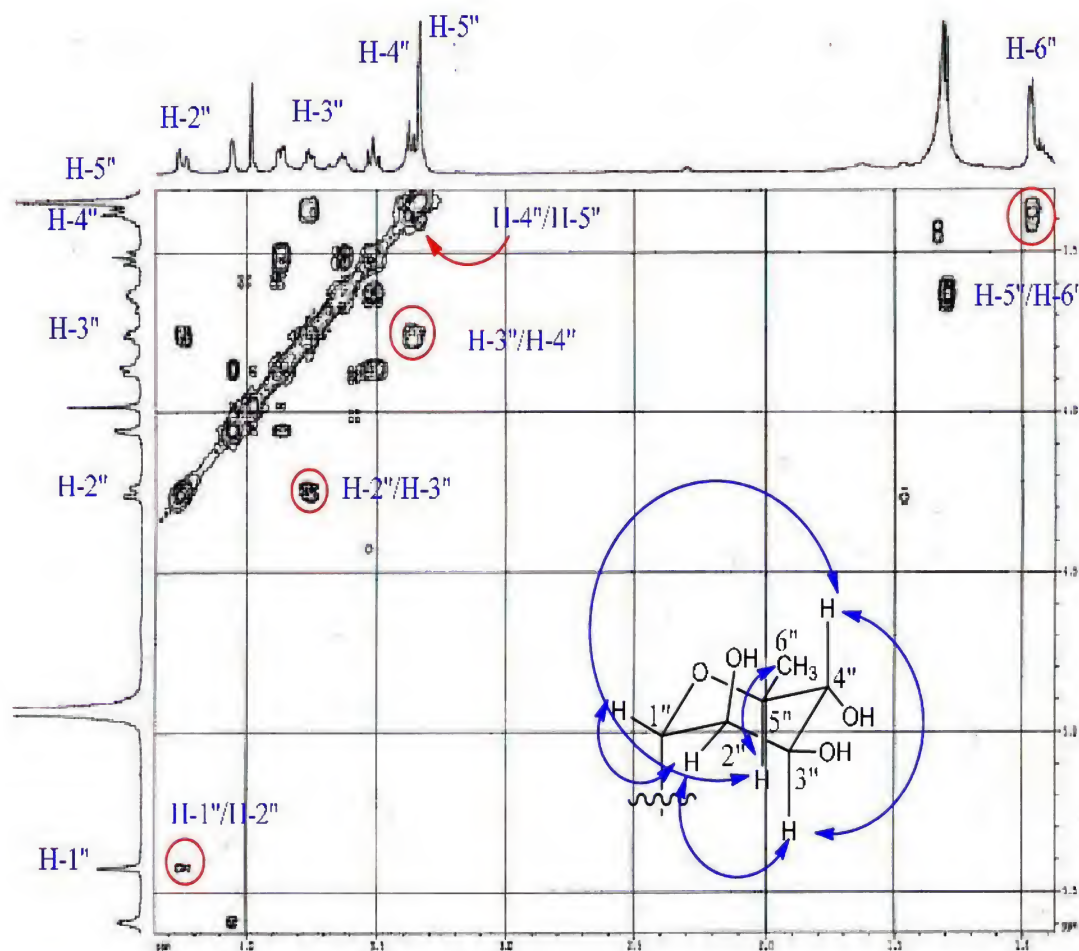 H-5"
H-4"
H-6"
H-2"
H-3"
H-5"
H-4"
H-4"/H-5"
H-5"/H-6"
H-3"
H-3"/H-4"
H-2"
H-2"/H-3"
H
6"
OH
CH3
O
4"
H
1"
5"
OH
H
2"
OH
H
3"
H-1"/H-2"
H
H-1"